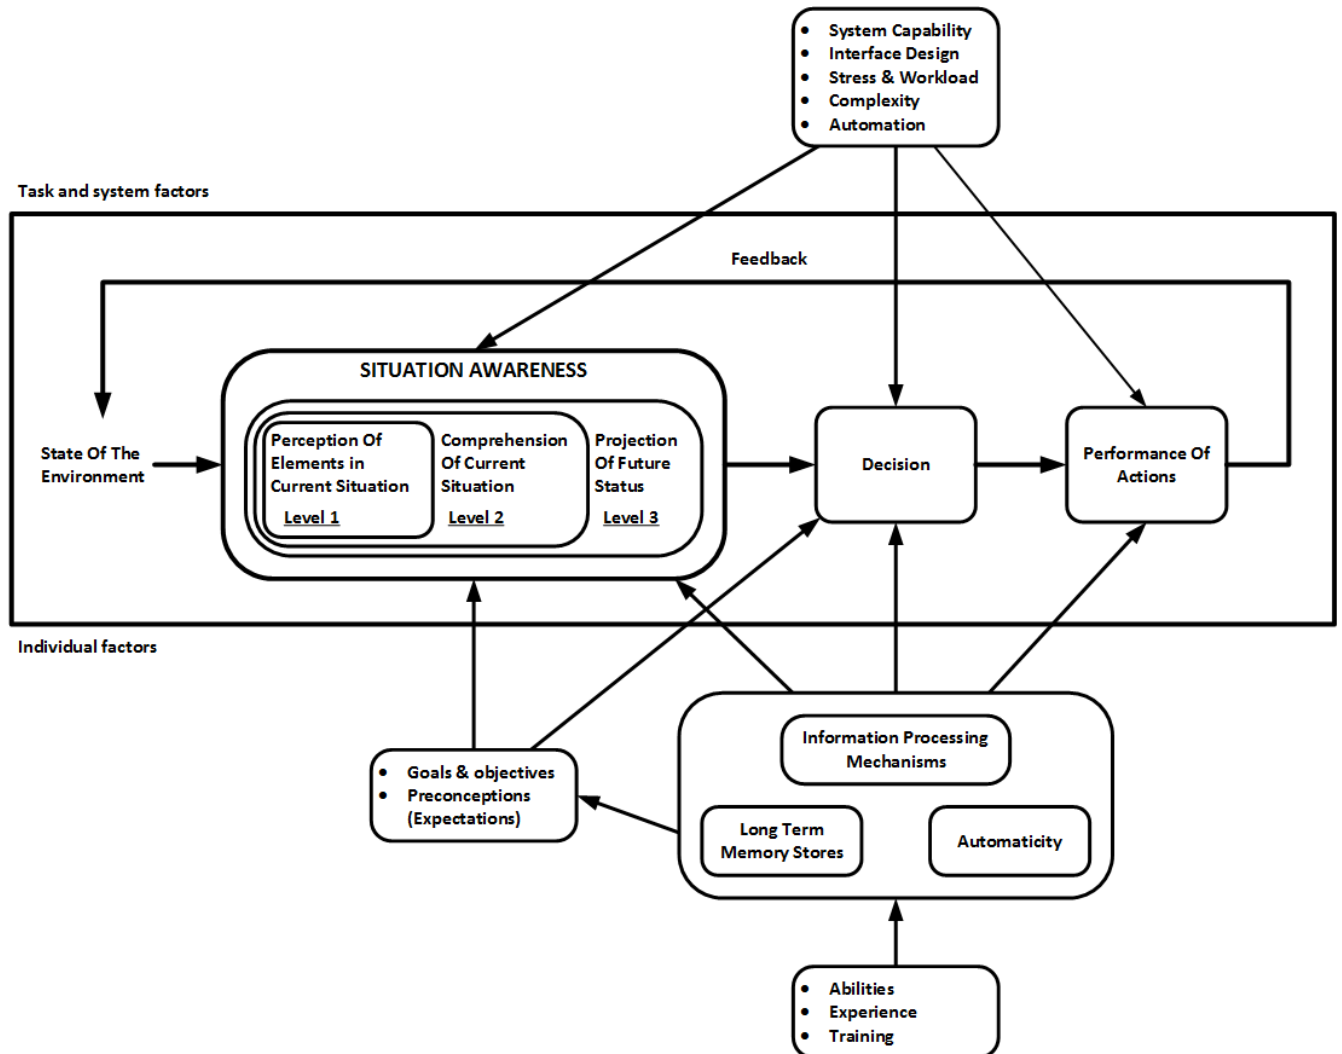 • System Capability
• Interface Design
• Stress & Workload
• Complexity
• Automation
Task and system factors
Feedback
SITUATION AWARENESS
State Of The
Environment
Perception Of
Elements in
Current Situation
Level 1
Comprehension
Of Current
Situation
Level 2
Projection
Of Future
Status
Level 3
Decision
Performance Of
Actions
Individual factors
• Goals & objectives
• Preconceptions
(Expectations)
Information Processing
Mechanisms
Long Term
Memory Stores
Automaticity
• Abilities
• Experience
• Training